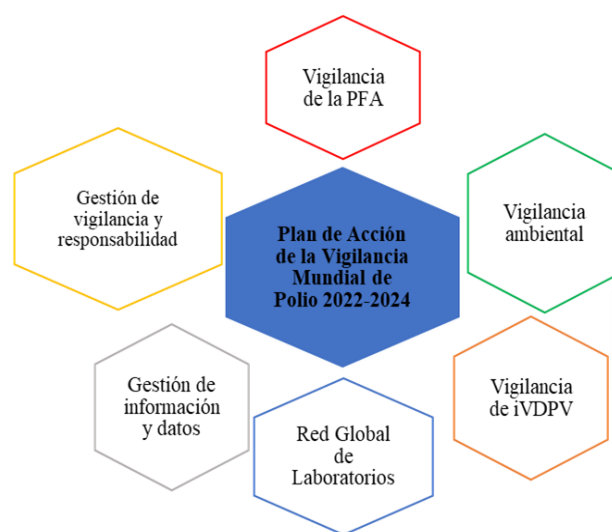 Vigilancia
de la PFA
Gestión de
vigilancia y
responsabilidad
Plan de Acción
de la Vigilancia
Mundial de
Polio 2022-2024
Vigilancia
ambiental
Gestión de
información
y datos
Red Global
de
Laboratorios
Vigilancia
de iVDPV